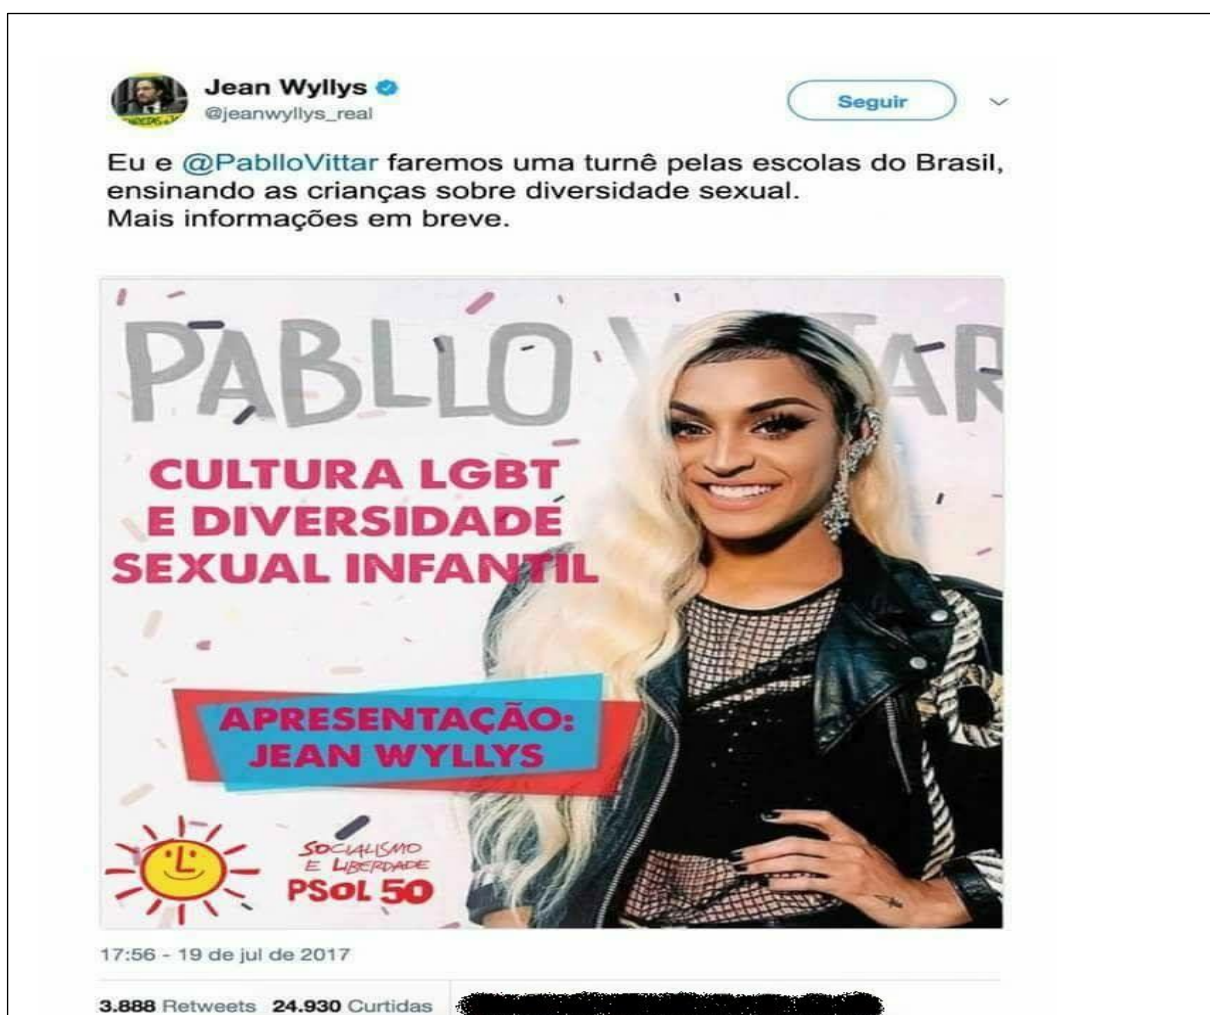 Jean Wyllys
@jeanwyllys_real
Seguir
Eu e @PablloVittar faremos uma turnê pelas escolas do Brasil,
ensinando as crianças sobre diversidade sexual.
Mais informações em breve.
PABLLO V TAR
CULTURA LGBT
E DIVERSIDADE
SEXUAL INFANTIL
APRESENTAÇÃO:
JEAN WYLLYS
SOCIALISMO
E LIBERDADE
PSOL 50
17:56 - 19 de jul de 2017
3.888 Retweets 24.930 Curtidas